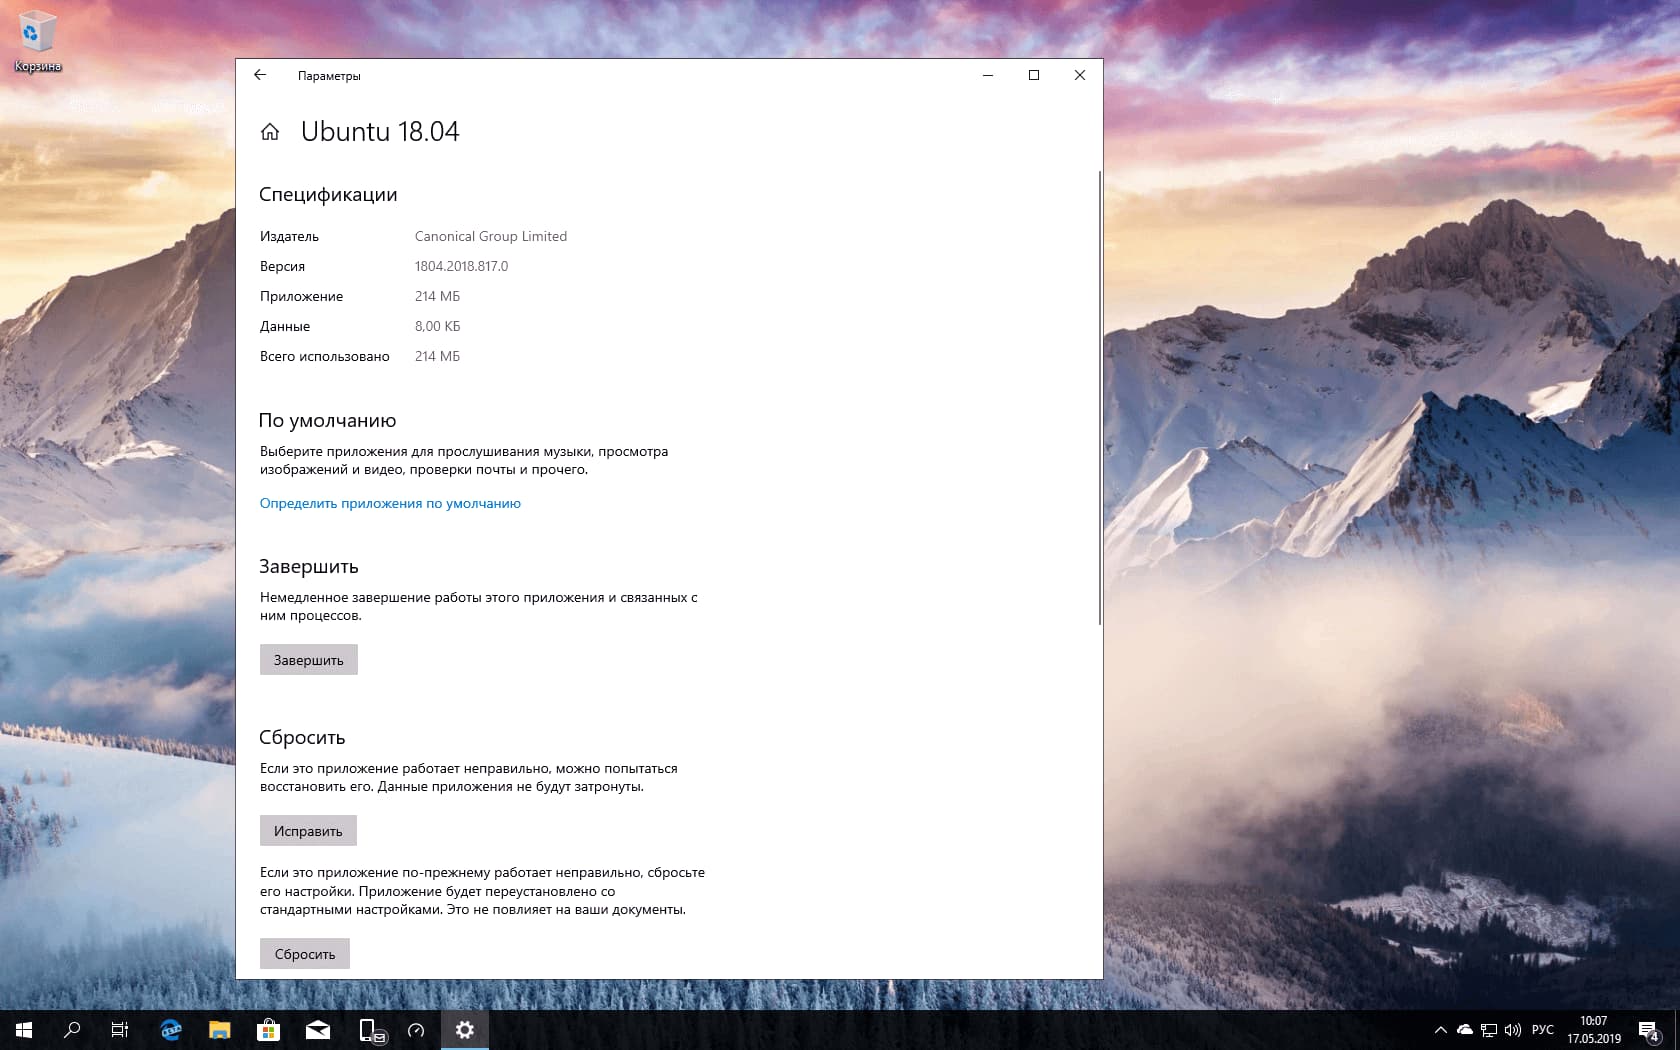 Корзина
Параметры
Ubuntu 18.04
Спецификации
Издатель Canonical Group Limited
Версия 1804.2018.817.0
Приложение 214 МБ
Данные 8,00 КБ
Всего использовано 214 МБ
По умолчанию
Выберите приложения для прослушивания музыки, просмотра
изображений и видео, проверки почты и прочего.
Определить приложения по умолчанию
Завершить
Немедленное завершение работы этого приложения и связанных с
ним процессов.
Завершить
Сбросить
Если это приложение работает неправильно, можно попытаться
восстановить его. Данные приложения не будут затронуты.
Исправить
Если это приложение по-прежнему работает неправильно, сбросьте
его настройки. Приложение будет переустановлено со
стандартными настройками. Это не повлияет на ваши документы.
Сбросить
BETA
РУС
10:07
17.05.2019
4